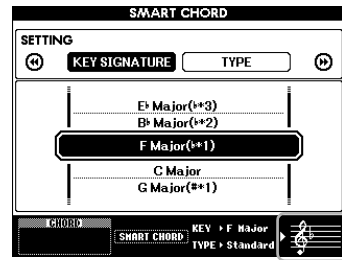 SMART CHORD
SETTING
KEY SIGNATURE TYPE
E♭ Major(♭*3)
B♭ Major(♭*2)
F Major(♭*1)
C Major
G Major(#*1)
CHORD
SMART CHORD
KEY ▸ F Major
TYPE ▸ Standard